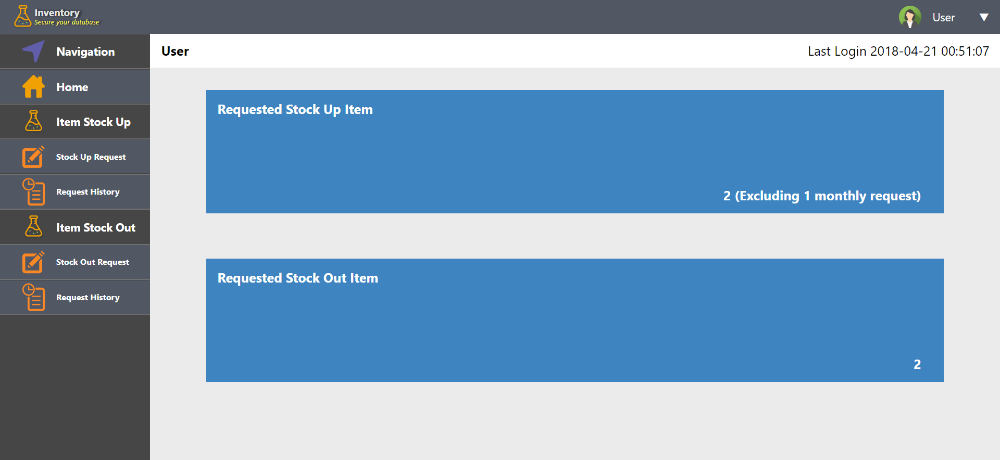 Inventory
Secure your database
User
Navigation
Home
Item Stock Up
Stock Up Request
Request History
Item Stock Out
Stock Out Request
Request History
User
Last Login 2018-04-21 00:51:07
Requested Stock Up Item
2 (Excluding 1 monthly request)
Requested Stock Out Item
2